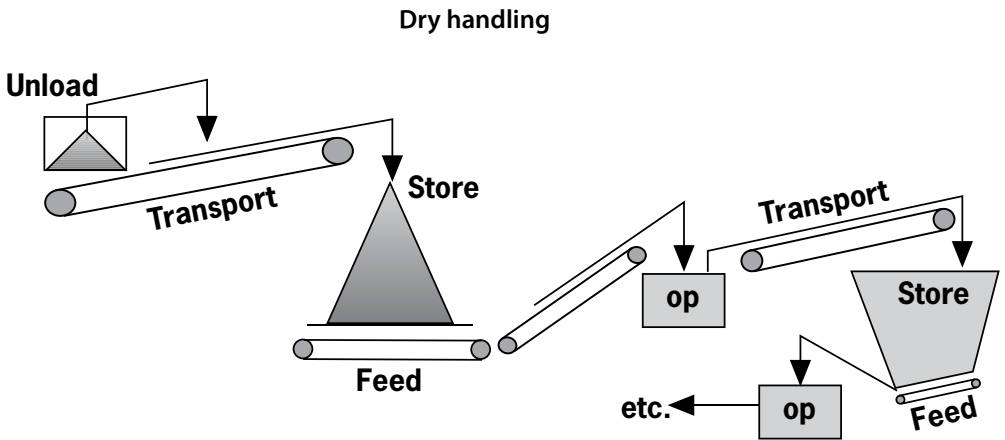 Dry handling
Unload
Transport
Store
Feed
op
Transport
Store
Feed
op
etc.